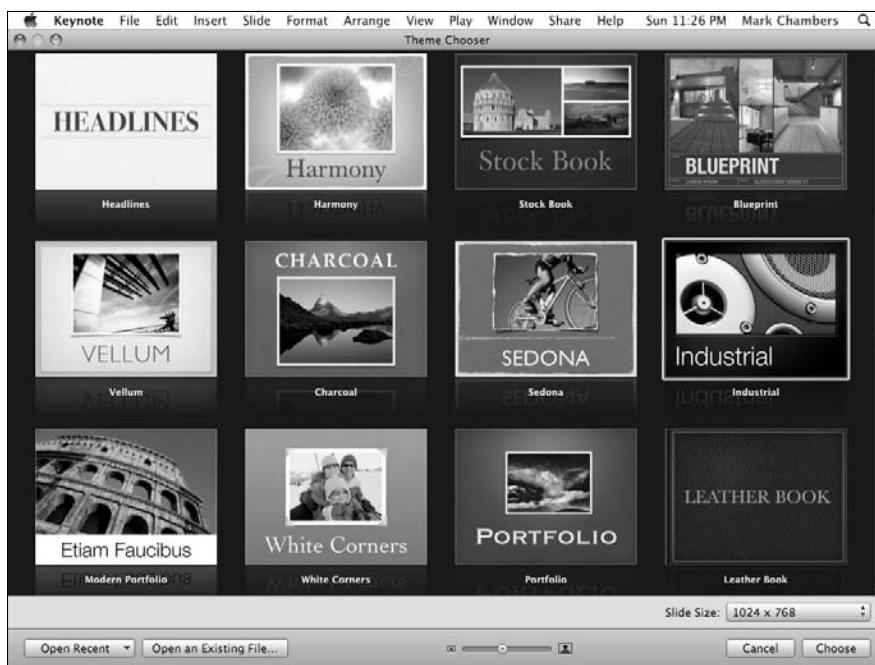 Keynote File Edit Insert Slide Format Arrange View Play Window Share Help Sun 11:26 PM Mark Chambers
Theme Chooser
HEADLINES
Harmony
Stock Book
BLUEPRINT
Headlines
Harmony
Stock Book
Blueprint
VELLUM
CHARCOAL
SEDONA
Industrial
Vellum
Charcoal
Sedona
Industrial
Etiam Faucibus
White Corners
PORTFOLIO
LEATHER BOOK
Modern Portfolio
White Corners
Portfolio
Leather Book
Slide Size: 1024 x 768
Open Recent Open an Existing File... Cancel Choose